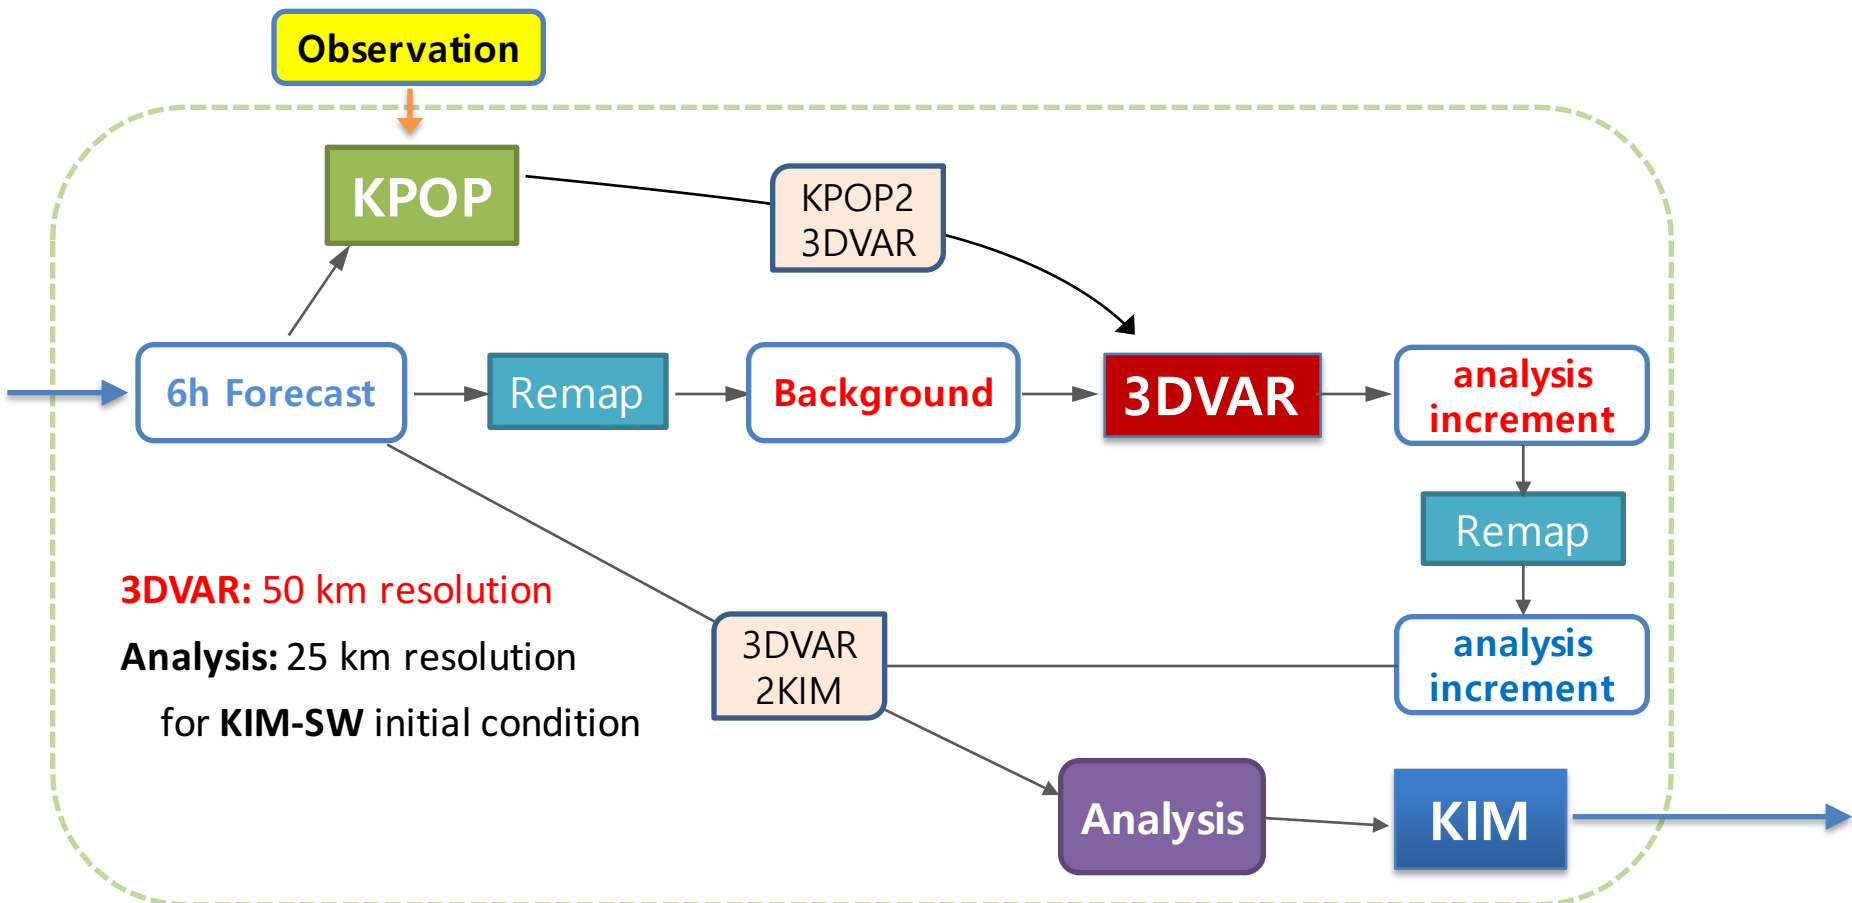 Observation
KPOP
KPOP2
3DVAR
6h Forecast
Remap
Background
3DVAR
analysis
increment
Remap
3DVAR: 50 km resolution
Analysis: 25 km resolution
for KIM-SW initial condition
3DVAR
2KIM
analysis
increment
Analysis
KIM